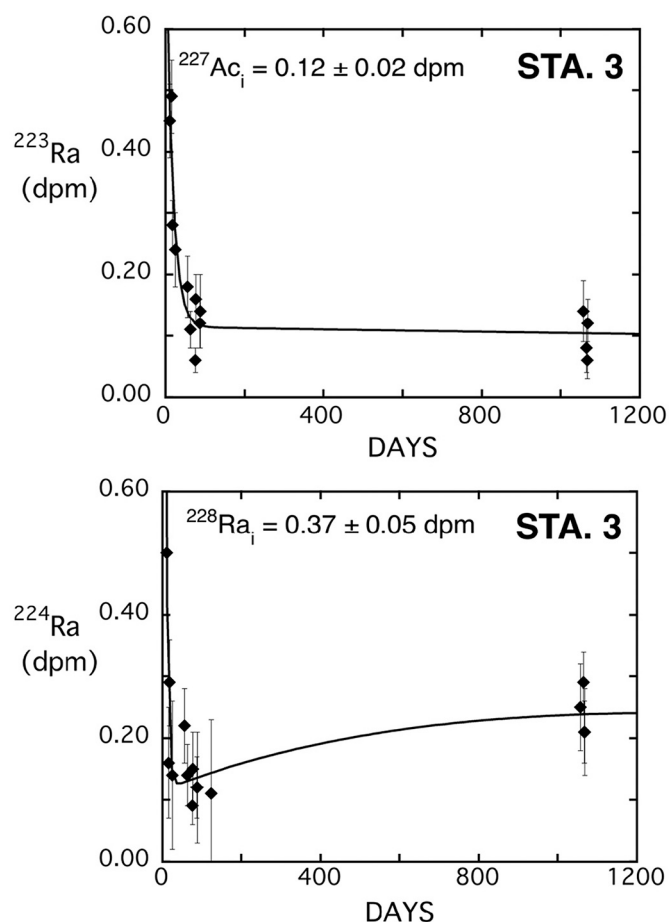 0.60
²²⁷Acᵢ = 0.12 ± 0.02 dpm
STA. 3
0.40
²²³Ra
(dpm)
0.20
0.00
0 400 800 1200
DAYS
0.60
²²⁸Raᵢ = 0.37 ± 0.05 dpm
STA. 3
0.40
²²⁴Ra
(dpm)
0.20
0.00
0 400 800 1200
DAYS